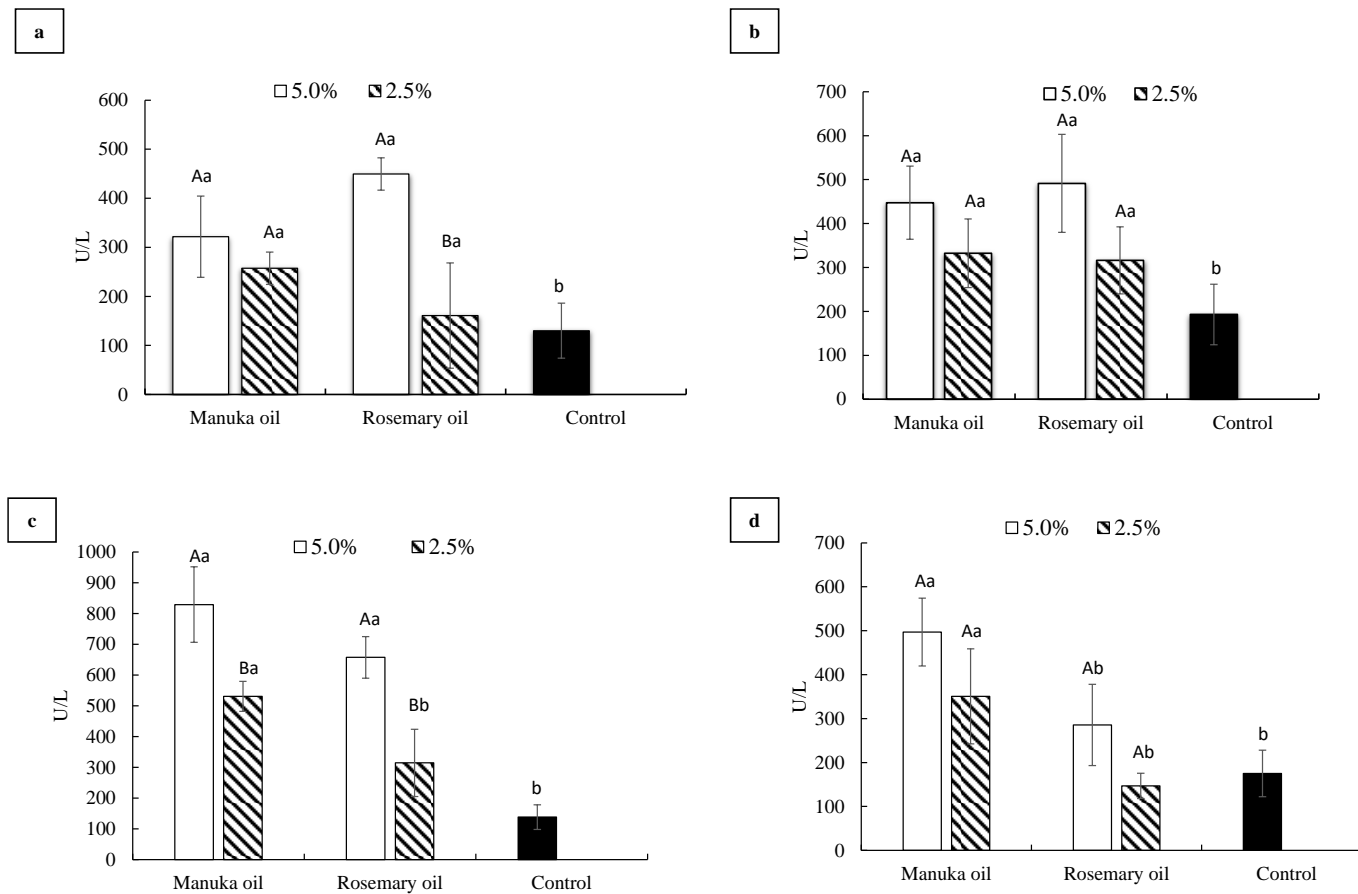 a
5.0% 2.5%
600
500
400
300
200
100
0
U/L
Aa
Aa
Aa
Ba
b
Manuka oil Rosemary oil Control
b
5.0% 2.5%
700
600
500
400
300
200
100
0
U/L
Aa
Aa
Aa
Aa
b
Manuka oil Rosemary oil Control
c
5.0% 2.5%
1000
900
800
700
600
500
400
300
200
100
0
U/L
Aa
Ba
Aa
Bb
b
Manuka oil Rosemary oil Control
d
5.0% 2.5%
700
600
500
400
300
200
100
0
U/L
Aa
Aa
Ab
Ab
b
Manuka oil Rosemary oil Control